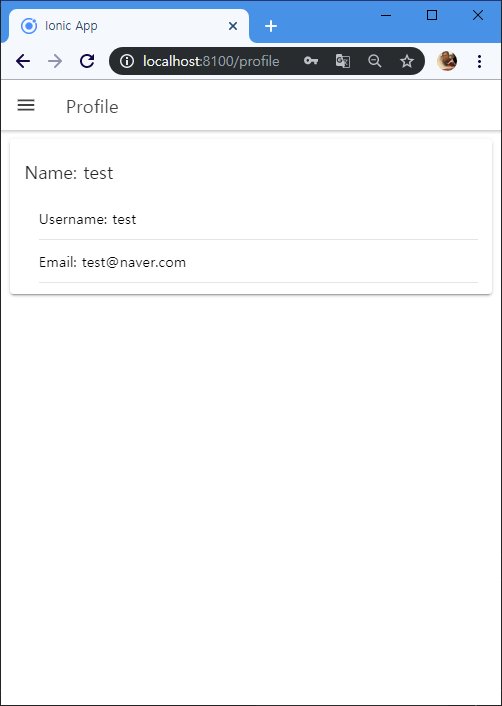 Ionic App
localhost:8100/profile
Profile
Name: test
Username: test
Email: test@naver.com